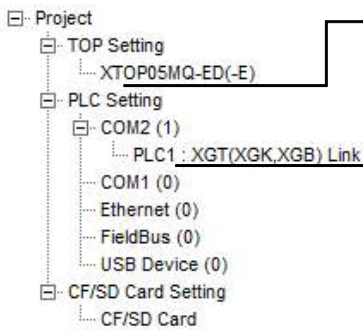 Project
TOP Setting
XTOP05MQ-ED(-E)
PLC Setting
COM2 (1)
PLC1 : XGT(XGK,XGB) Link
COM1 (0)
Ethernet (0)
FieldBus (0)
USB Device (0)
CF/SD Card Setting
CF/SD Card